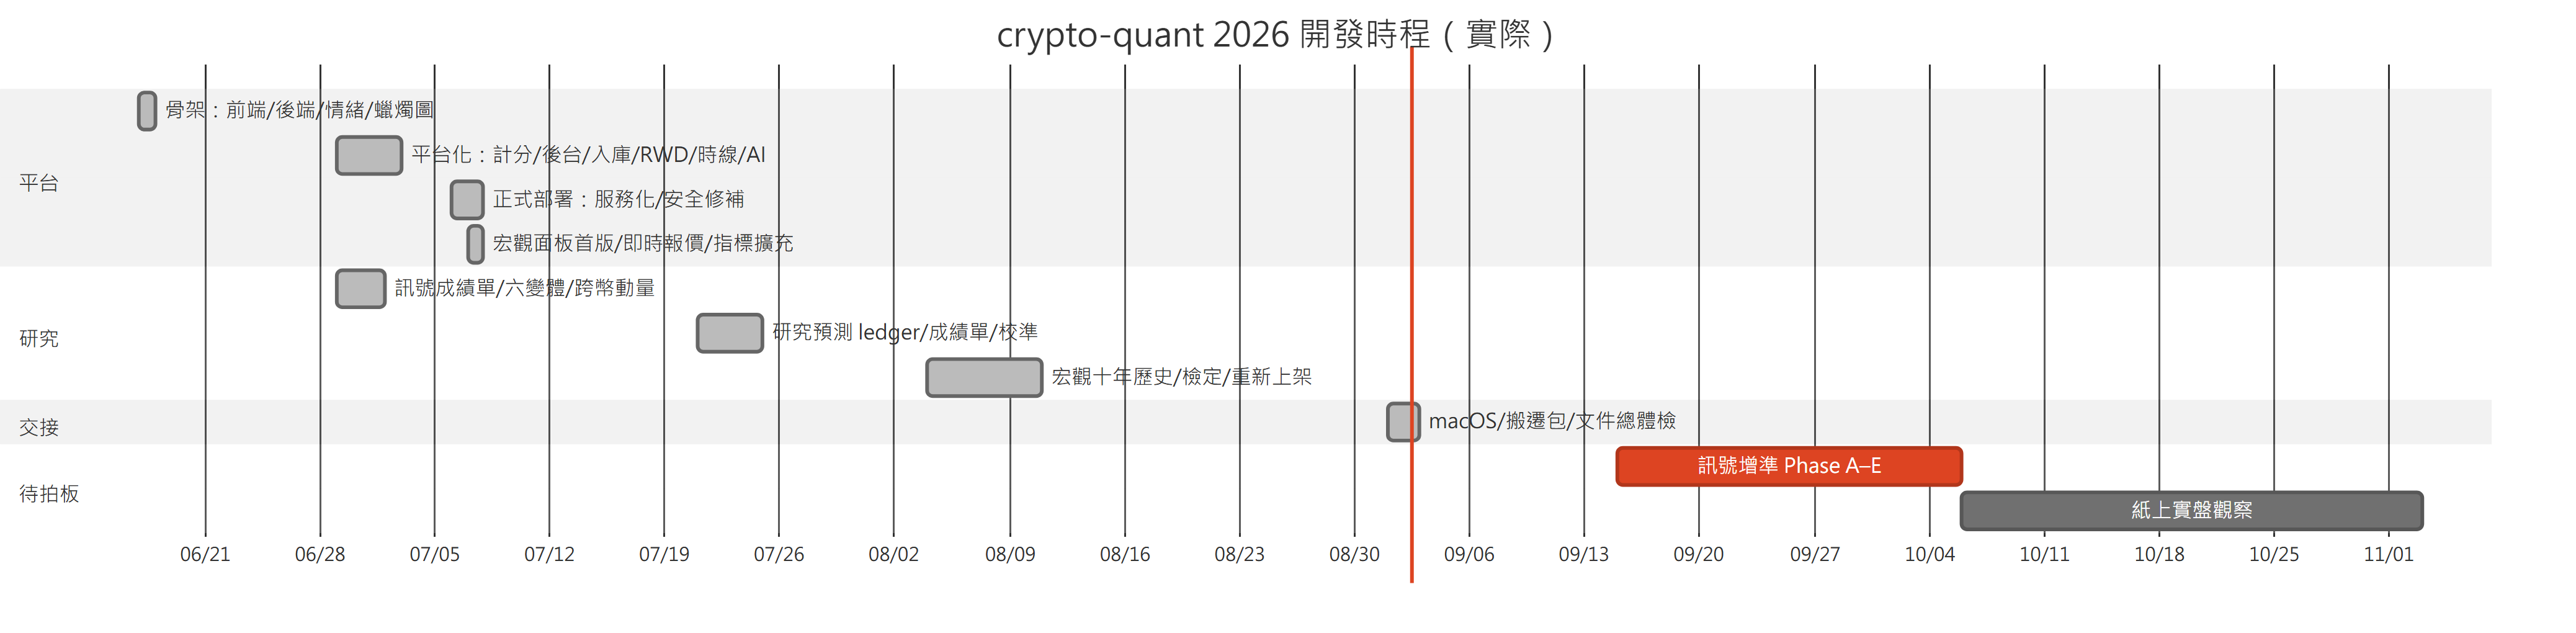 crypto-quant 2026 開發時程（實際）
平台
骨架：前端/後端/情緒/蠟燭圖
平台化：計分/後台/入庫/RWD/時線/AI
正式部署：服務化/安全修補
宏觀面板首版/即時報價/指標擴充
研究
訊號成績單/六變體/跨幣動量
研究預測 ledger/成績單/校準
宏觀十年歷史/檢定/重新上架
交接
macOS/搬遷包/文件總體檢
待拍板
訊號增準 Phase A–E
紙上實盤觀察
06/21 06/28 07/05 07/12 07/19 07/26 08/02 08/09 08/16 08/23 08/30 09/06 09/13 09/20 09/27 10/04 10/11 10/18 10/25 11/01